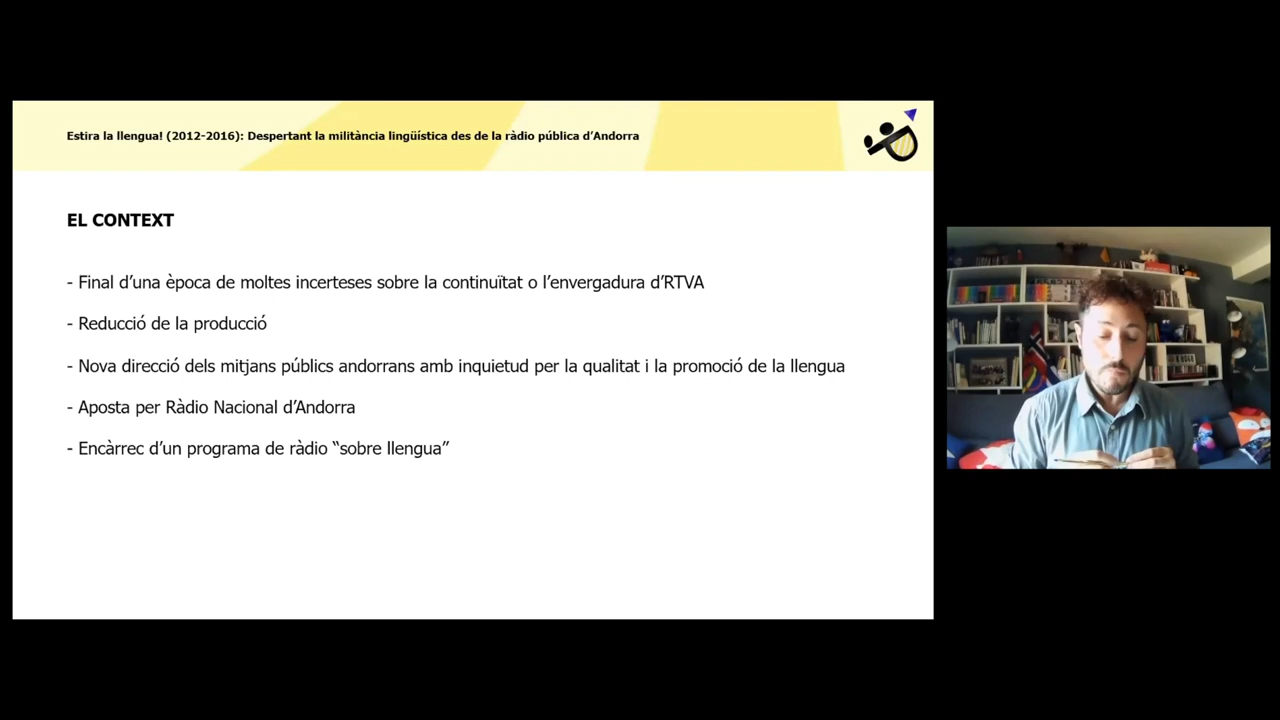 Estira la llengua! (2012-2016): Despertant la militància lingüística des de la ràdio pública d’Andorra
EL CONTEXT
- Final d’una època de moltes incerteses sobre la continuïtat o l’envergadura d’RTVA
- Reducció de la producció
- Nova direcció dels mitjans públics andorrans amb inquietud per la qualitat i la promoció de la llengua
- Aposta per Ràdio Nacional d’Andorra
- Encàrrec d’un programa de ràdio “sobre llengua”